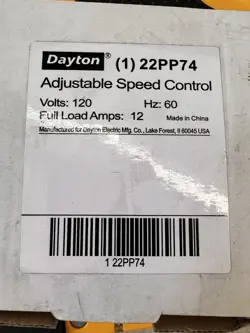 Dayton® (1) 22PP74
Adjustable Speed Control
Volts: 120 Hz: 60
Full Load Amps: 12 Made in China
Manufactured for Dayton Electric Mfg. Co., Lake Forest, Il 60045 USA
1 22PP74